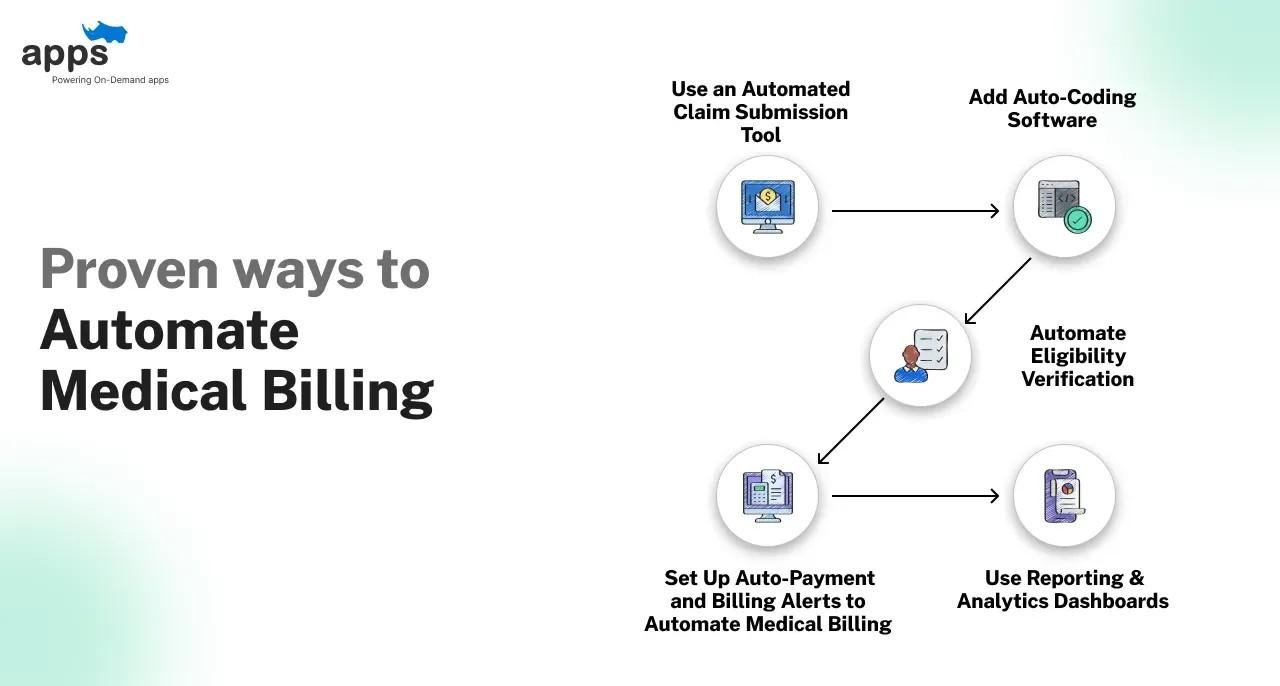 apps
Powering On-Demand apps
Proven ways to
Automate
Medical Billing
Use an Automated
Claim Submission
Tool
Add Auto-Coding
Software
Automate
Eligibility
Verification
Set Up Auto-Payment
and Billing Alerts to
Automate Medical Billing
Use Reporting &
Analytics Dashboards